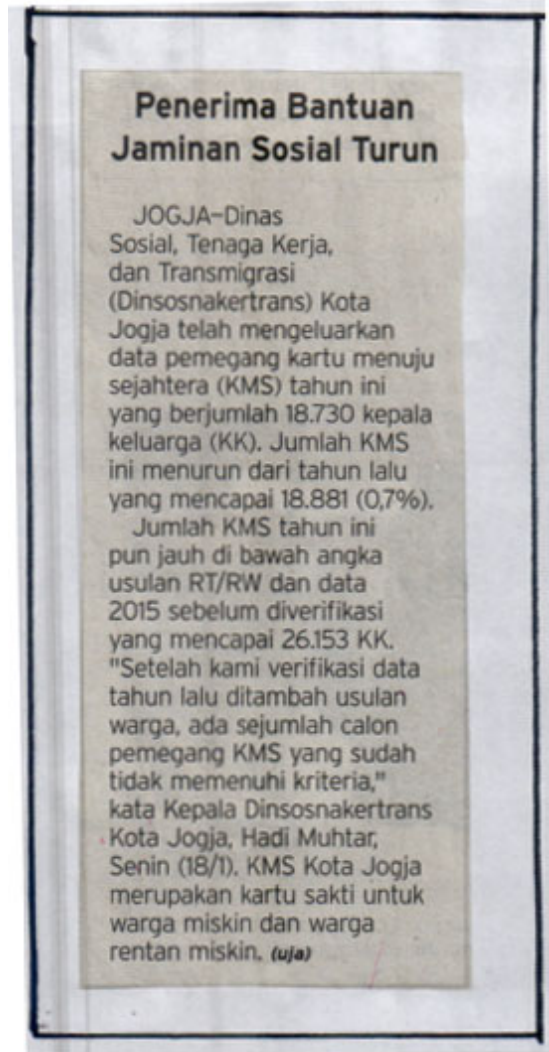 Penerima Bantuan
Jaminan Sosial Turun
JOGJA–Dinas
Sosial, Tenaga Kerja,
dan Transmigrasi
(Dinsosnakertrans) Kota
Jogja telah mengeluarkan
data pemegang kartu menuju
sejahtera (KMS) tahun ini
yang berjumlah 18.730 kepala
keluarga (KK). Jumlah KMS
ini menurun dari tahun lalu
yang mencapai 18.881 (0,7%).
Jumlah KMS tahun ini
pun jauh di bawah angka
usulan RT/RW dan data
2015 sebelum diverifikasi
yang mencapai 26.153 KK.
"Setelah kami verifikasi data
tahun lalu ditambah usulan
warga, ada sejumlah calon
pemegang KMS yang sudah
tidak memenuhi kriteria,"
kata Kepala Dinsosnakertrans
Kota Jogja, Hadi Muhtar,
Senin (18/1). KMS Kota Jogja
merupakan kartu sakti untuk
warga miskin dan warga
rentan miskin. (uja)